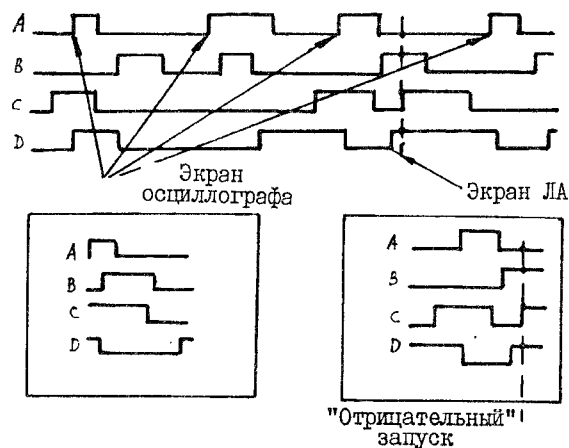 A
B
C
D
Экран
осциллографа
Экран ЛА
A
B
C
D
A
B
C
D
"Отрицательный"
запуск